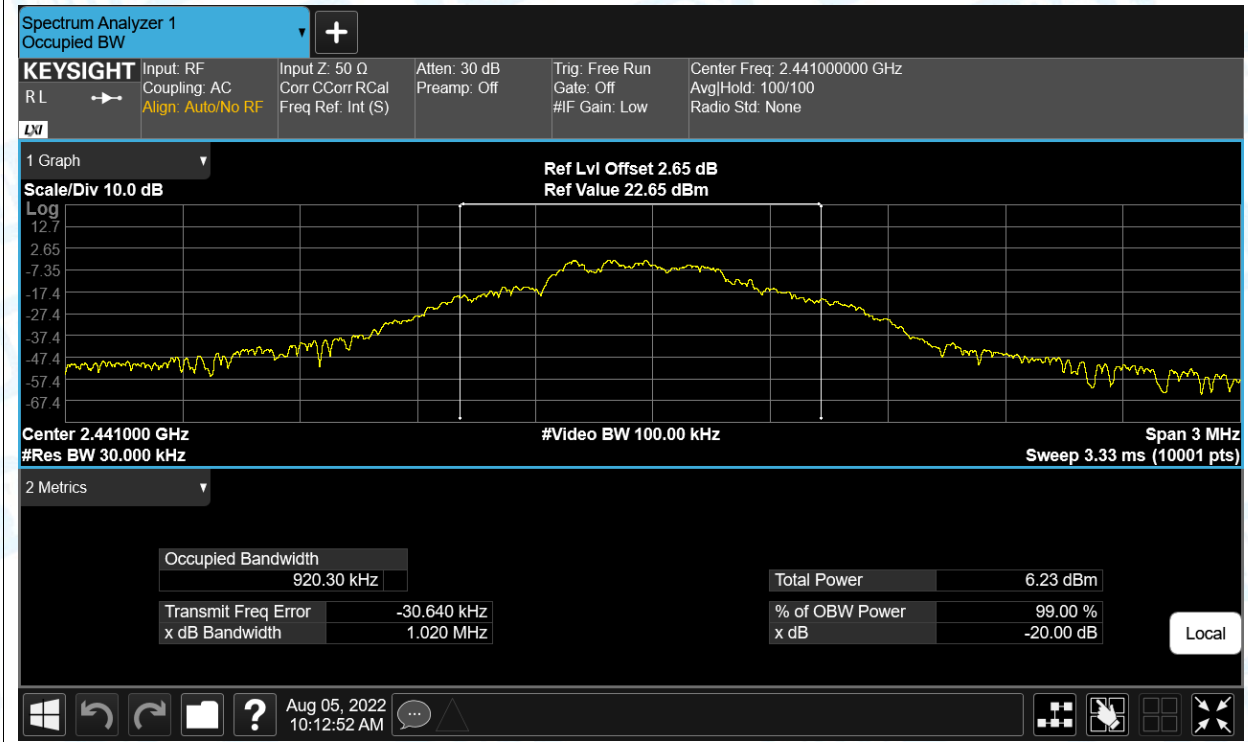 Spectrum Analyzer 1
Occupied BW
KEYSIGHT
R L
LXI
Input: RF
Coupling: AC
Align: Auto/No RF
Input Z: 50 Ω
Corr CCorr RCal
Freq Ref: Int (S)
Atten: 30 dB
Preamp: Off
Trig: Free Run
Gate: Off
#IF Gain: Low
Center Freq: 2.441000000 GHz
Avg|Hold: 100/100
Radio Std: None
1 Graph
Scale/Div 10.0 dB
Ref Lvl Offset 2.65 dB
Ref Value 22.65 dBm
Log
12.7
2.65
-7.35
-17.4
-27.4
-37.4
-47.4
-57.4
-67.4
Center 2.441000 GHz
#Res BW 30.000 kHz
#Video BW 100.00 kHz
Span 3 MHz
Sweep 3.33 ms (10001 pts)
2 Metrics
Occupied Bandwidth
920.30 kHz
Transmit Freq Error -30.640 kHz
x dB Bandwidth 1.020 MHz
Total Power 6.23 dBm
% of OBW Power 99.00 %
x dB -20.00 dB
Local
?
Aug 05, 2022
10:12:52 AM